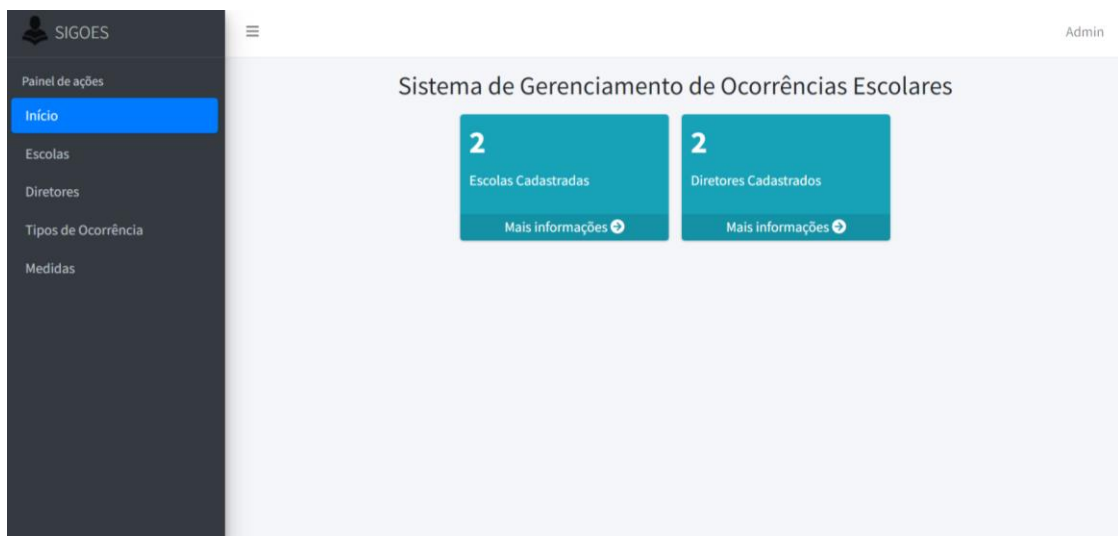 SIGOES
Admin
Painel de ações
Início
Escolas
Diretores
Tipos de Ocorrência
Medidas
Sistema de Gerenciamento de Ocorrências Escolares
2
Escolas Cadastradas
Mais informações
2
Diretores Cadastrados
Mais informações